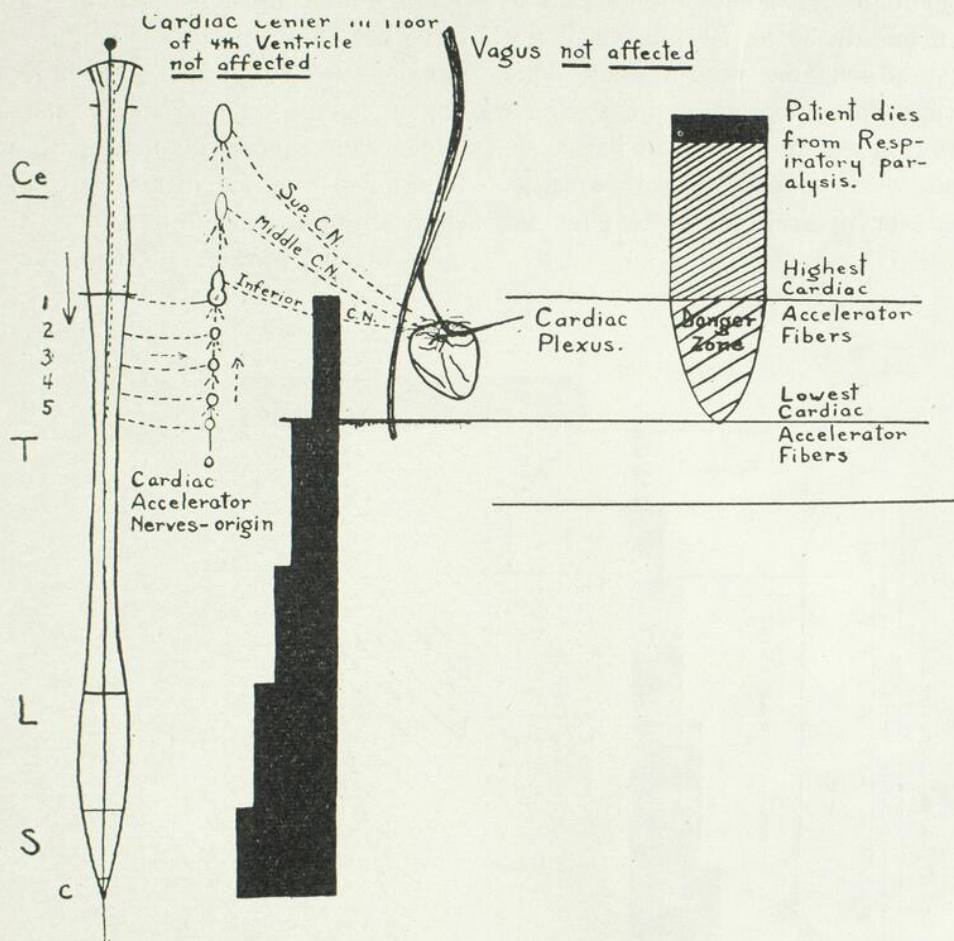 Cardiac Center in floor
of 4th Ventricle
not affected
Vagus not affected
Patient dies
from Resp-
iratory par-
alysis.
Ce
Sup. C.N.
Middle C.N.
Inferior C.N.
Highest
Cardiac
Accelerator
Fibers
1
2
3
4
5
Cardiac
Plexus.
Danger
Zone
Lowest
Cardiac
Accelerator
Fibers
T
Cardiac
Accelerator
Nerves-origin
L
S
C